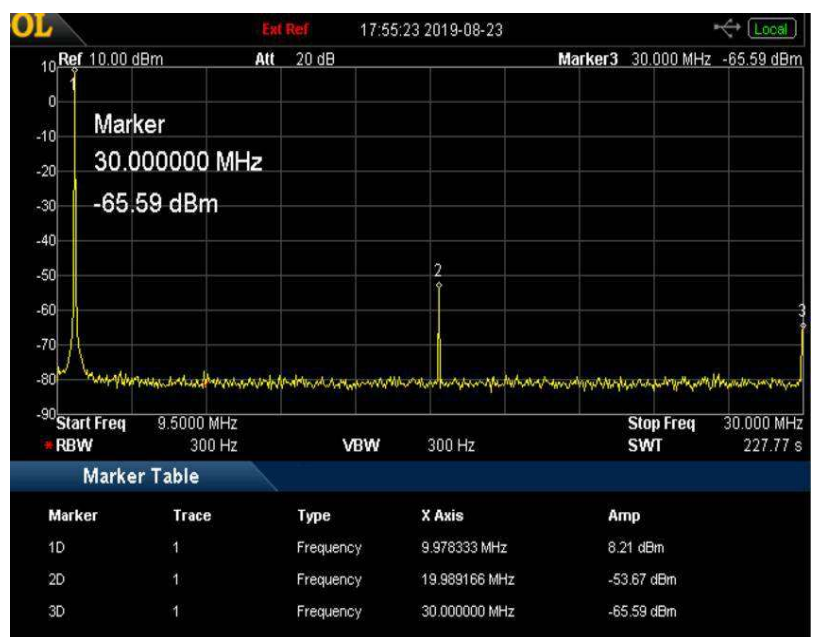 OL Ext Ref 17:55:23 2019-08-23 Local
Ref 10.00 dBm Att 20 dB Marker3 30.000 MHz -65.59 dBm
10
1
0
Marker
-10
30.000000 MHz
-20
-65.59 dBm
-30
-40
2
-50
-60
3
-70
-80
-90
Start Freq 9.5000 MHz Stop Freq 30.000 MHz
* RBW 300 Hz VBW 300 Hz SWT 227.77 s
Marker Table
Marker Trace Type X Axis Amp
1D 1 Frequency 9.978333 MHz 8.21 dBm
2D 1 Frequency 19.989166 MHz -53.67 dBm
3D 1 Frequency 30.000000 MHz -65.59 dBm